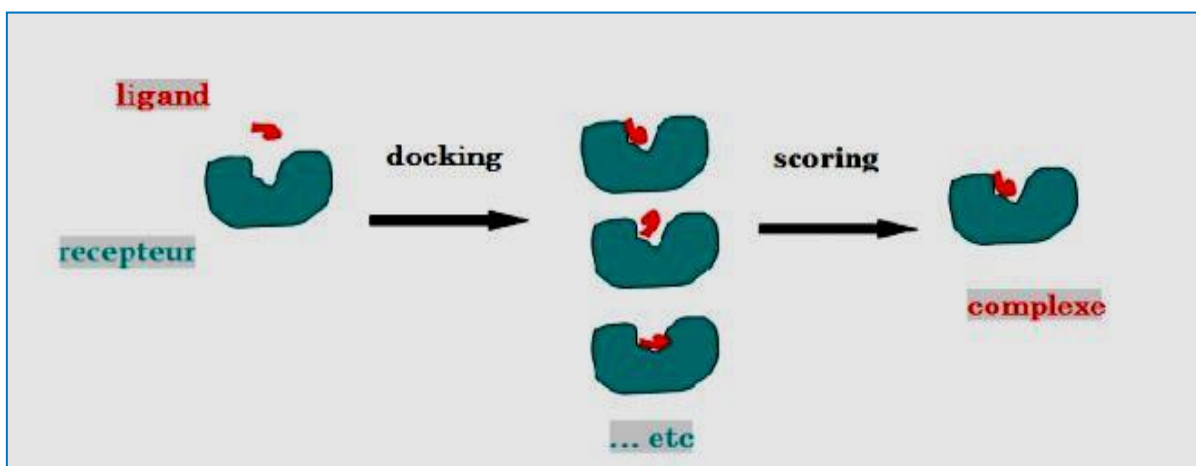 ligand
recepteur
docking
... etc
scoring
complexe